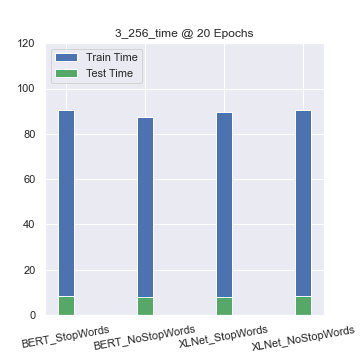 3_256_time @ 20 Epochs
120
100
80
60
40
20
0
Train Time
Test Time
BERT_StopWords
BERT_NoStopWords
XLNet_StopWords
XLNet_NoStopWords